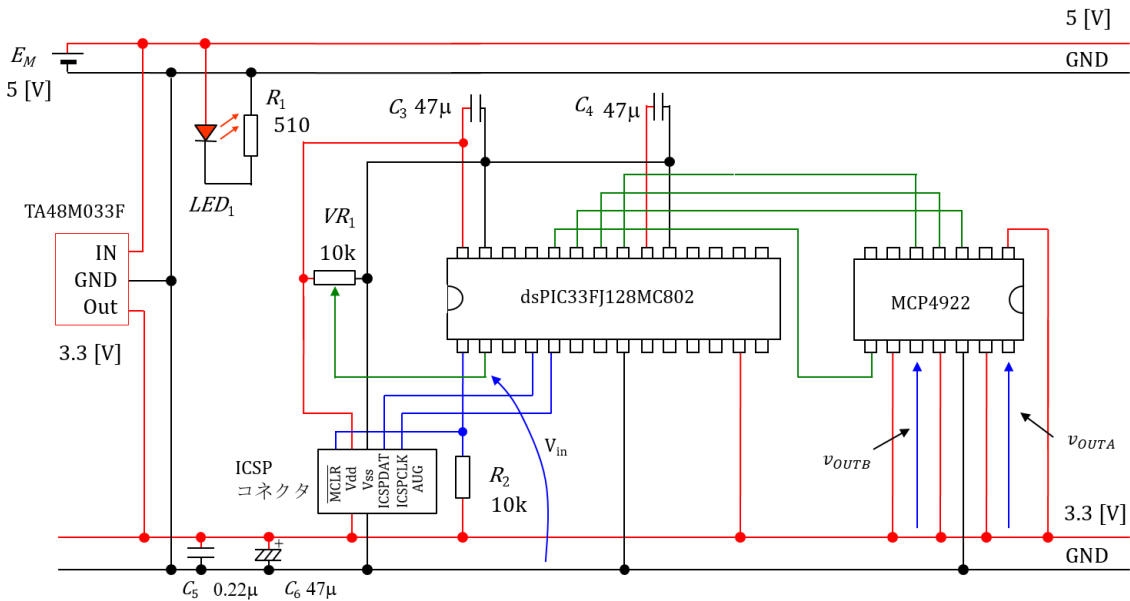 5 [V]
E_M
GND
5 [V]
R_1
510
C_3 47μ
C_4 47μ
LED_1
TA48M033F
IN
GND
Out
3.3 [V]
VR_1
10k
dsPIC33FJ128MC802
MCP4922
V_in
v_OUTB
v_OUTA
ICSP
コネクタ
MCLR
Vdd
Vss
ICSPDAT
ICSPCLK
AUG
R_2
10k
3.3 [V]
+
GND
C_5 0.22μ
C_6 47μ